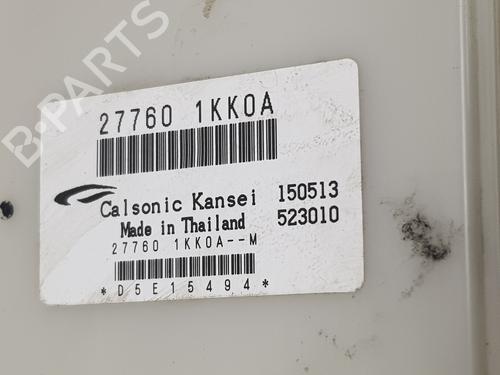 B-PARTS
27760 1KK0A
Calsonic Kansei 150513
Made in Thailand 523010
27760 1KK0A--M
*D5E15494*